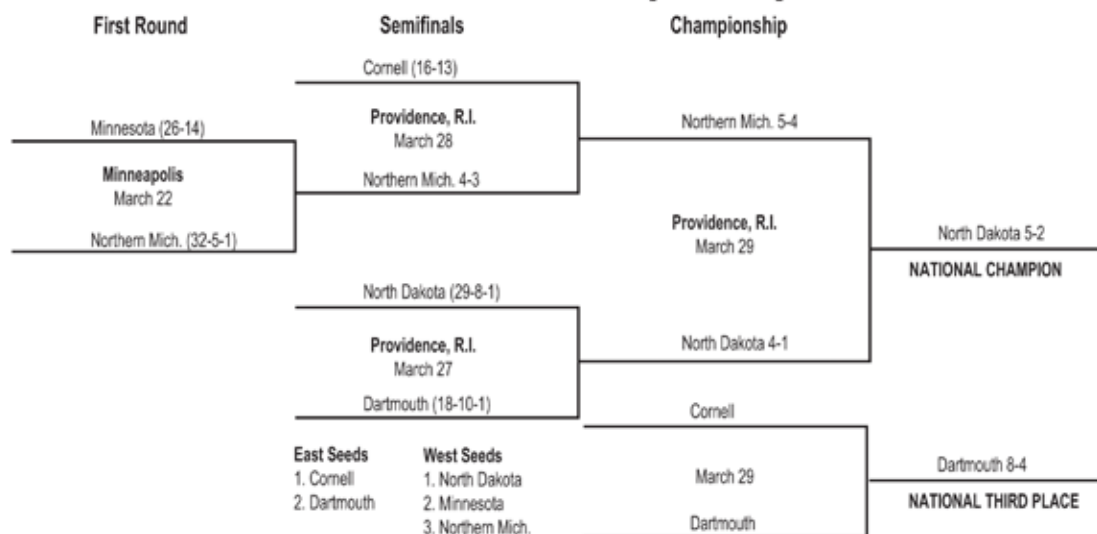 First Round
Semifinals
Championship
Cornell (16-13)
Minnesota (26-14)
Providence, R.I.
March 28
Northern Mich. 5-4
Minneapolis
March 22
Northern Mich. 4-3
Northern Mich. (32-5-1)
Providence, R.I.
March 29
North Dakota 5-2
NATIONAL CHAMPION
North Dakota (29-8-1)
Providence, R.I.
March 27
North Dakota 4-1
Dartmouth (18-10-1)
Cornell
East Seeds
1. Cornell
2. Dartmouth
West Seeds
1. North Dakota
2. Minnesota
3. Northern Mich.
March 29
Dartmouth
Dartmouth 8-4
NATIONAL THIRD PLACE